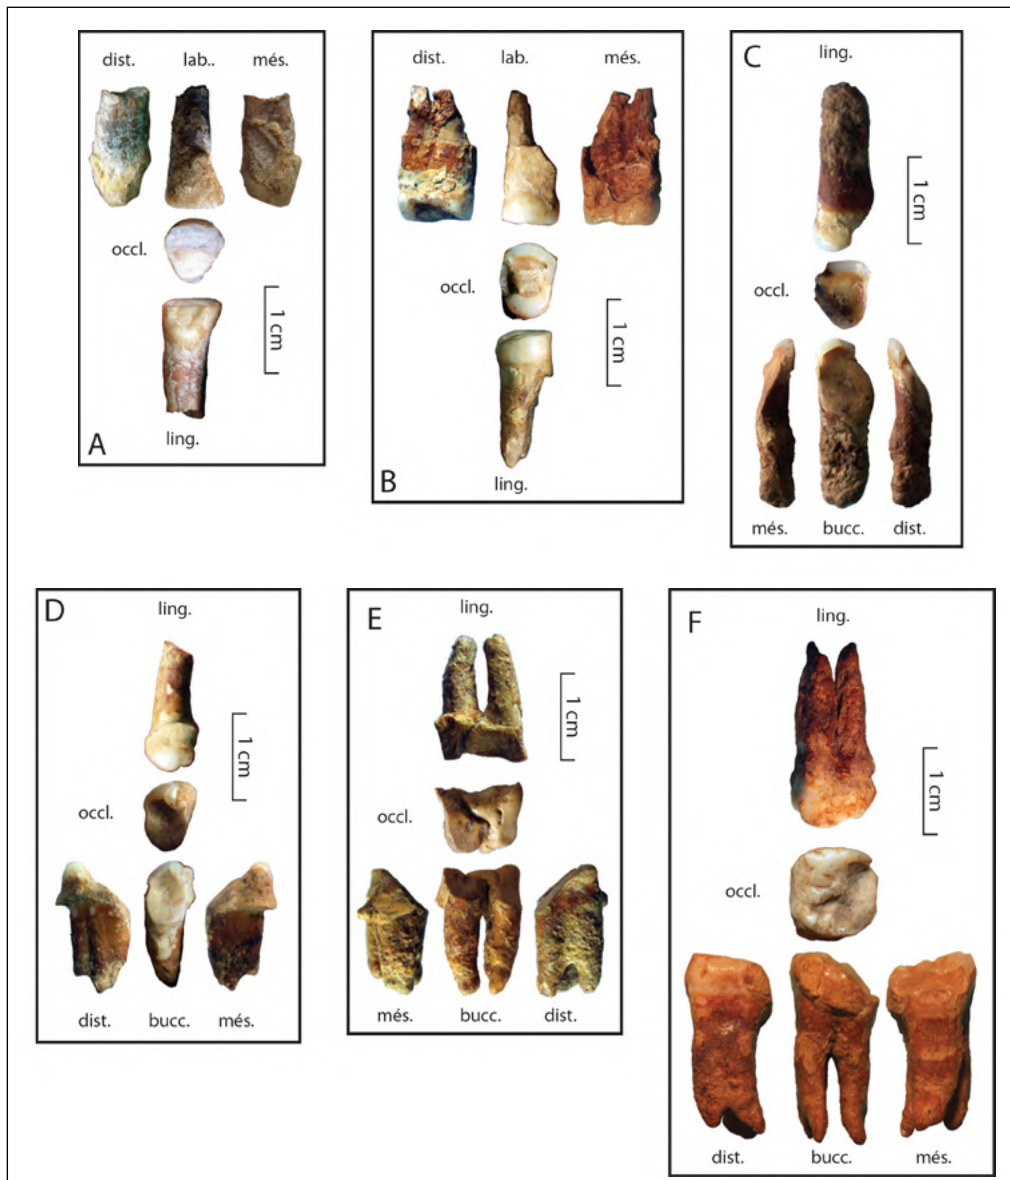 dist. lab.. més.
occl.
1 cm
A
ling.
dist. lab. més.
occl.
1 cm
B
ling.
C
ling.
1 cm
occl.
més. bucc. dist.
D
ling.
1 cm
occl.
dist. bucc. més.
E
ling.
1 cm
occl.
més. bucc. dist.
F
ling.
1 cm
occl.
dist. bucc. més.